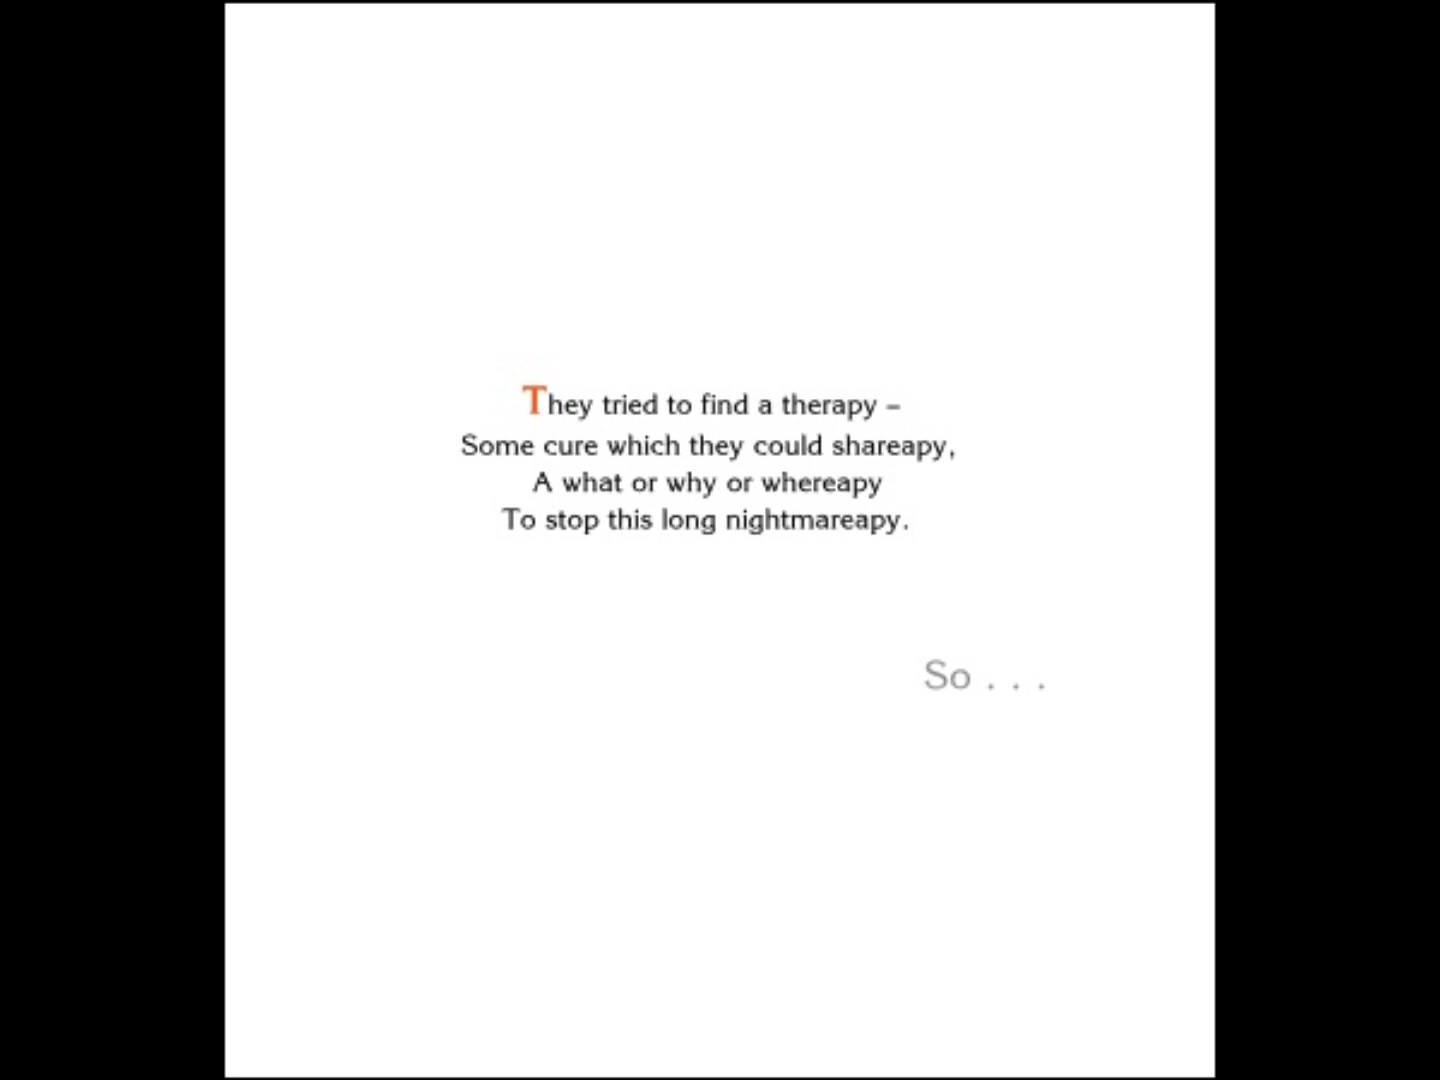 They tried to find a therapy –
Some cure which they could shareapy,
A what or why or whereapy
To stop this long nightmareapy.
So . . .